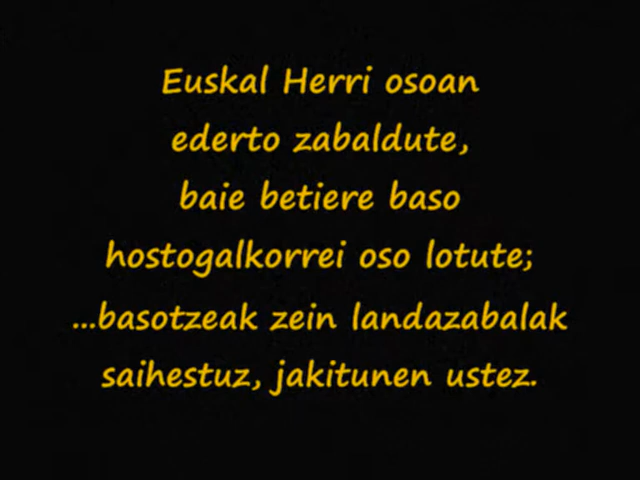 Euskal Herri osoan
ederto zabaldute,
baie betiere baso
hostogalkorrei oso lotute;
...basotzeak zein landazabalak
saihestuz, jakitunen ustez.